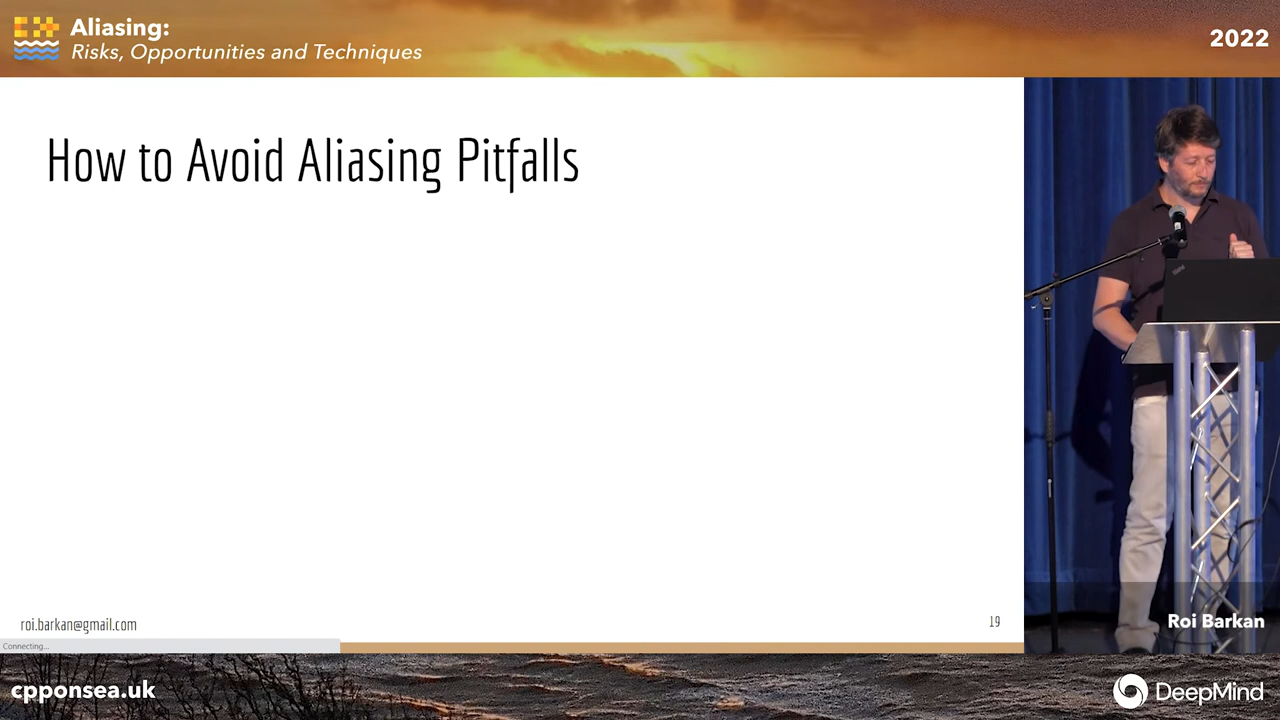 Aliasing:
Risks, Opportunities and Techniques
2022
How to Avoid Aliasing Pitfalls
roi.barkan@gmail.com
19
Connecting...
Roi Barkan
cpponsea.uk
DeepMind